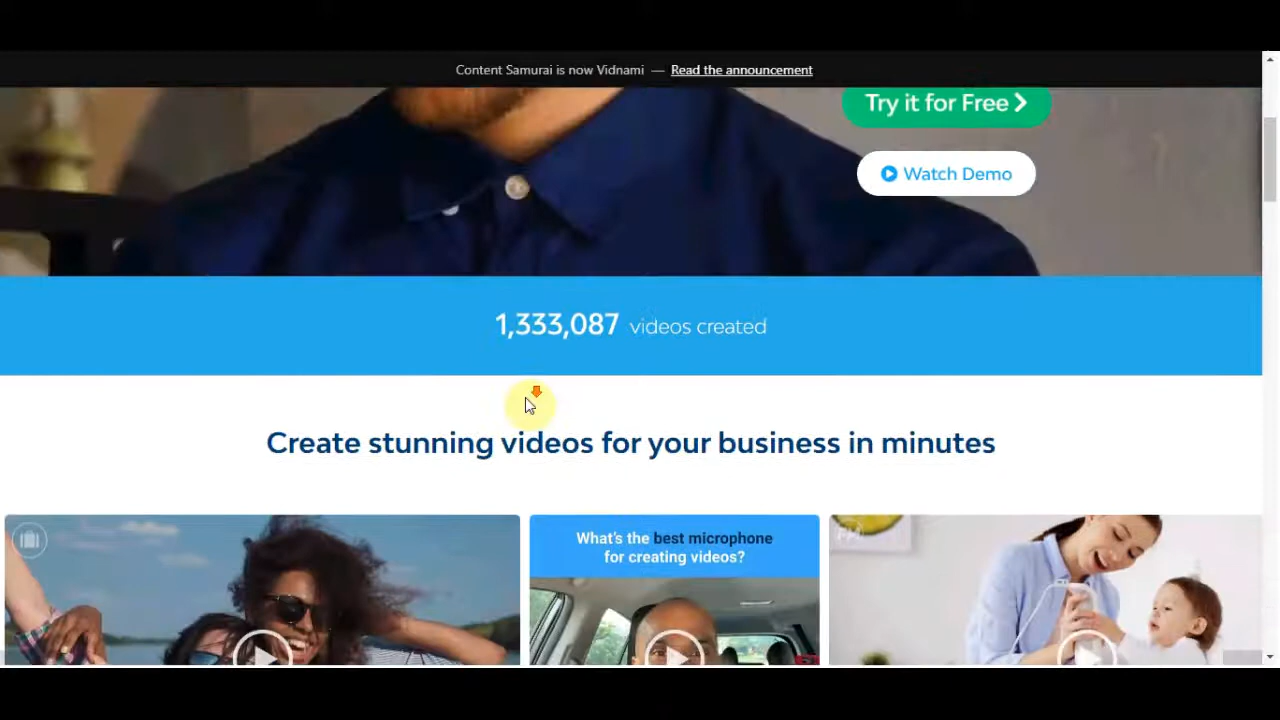 Content Samurai is now Vidnami — Read the announcement
Try it for Free
Watch Demo
1,333,087 videos created
Create stunning videos for your business in minutes
What's the best microphone
for creating videos?